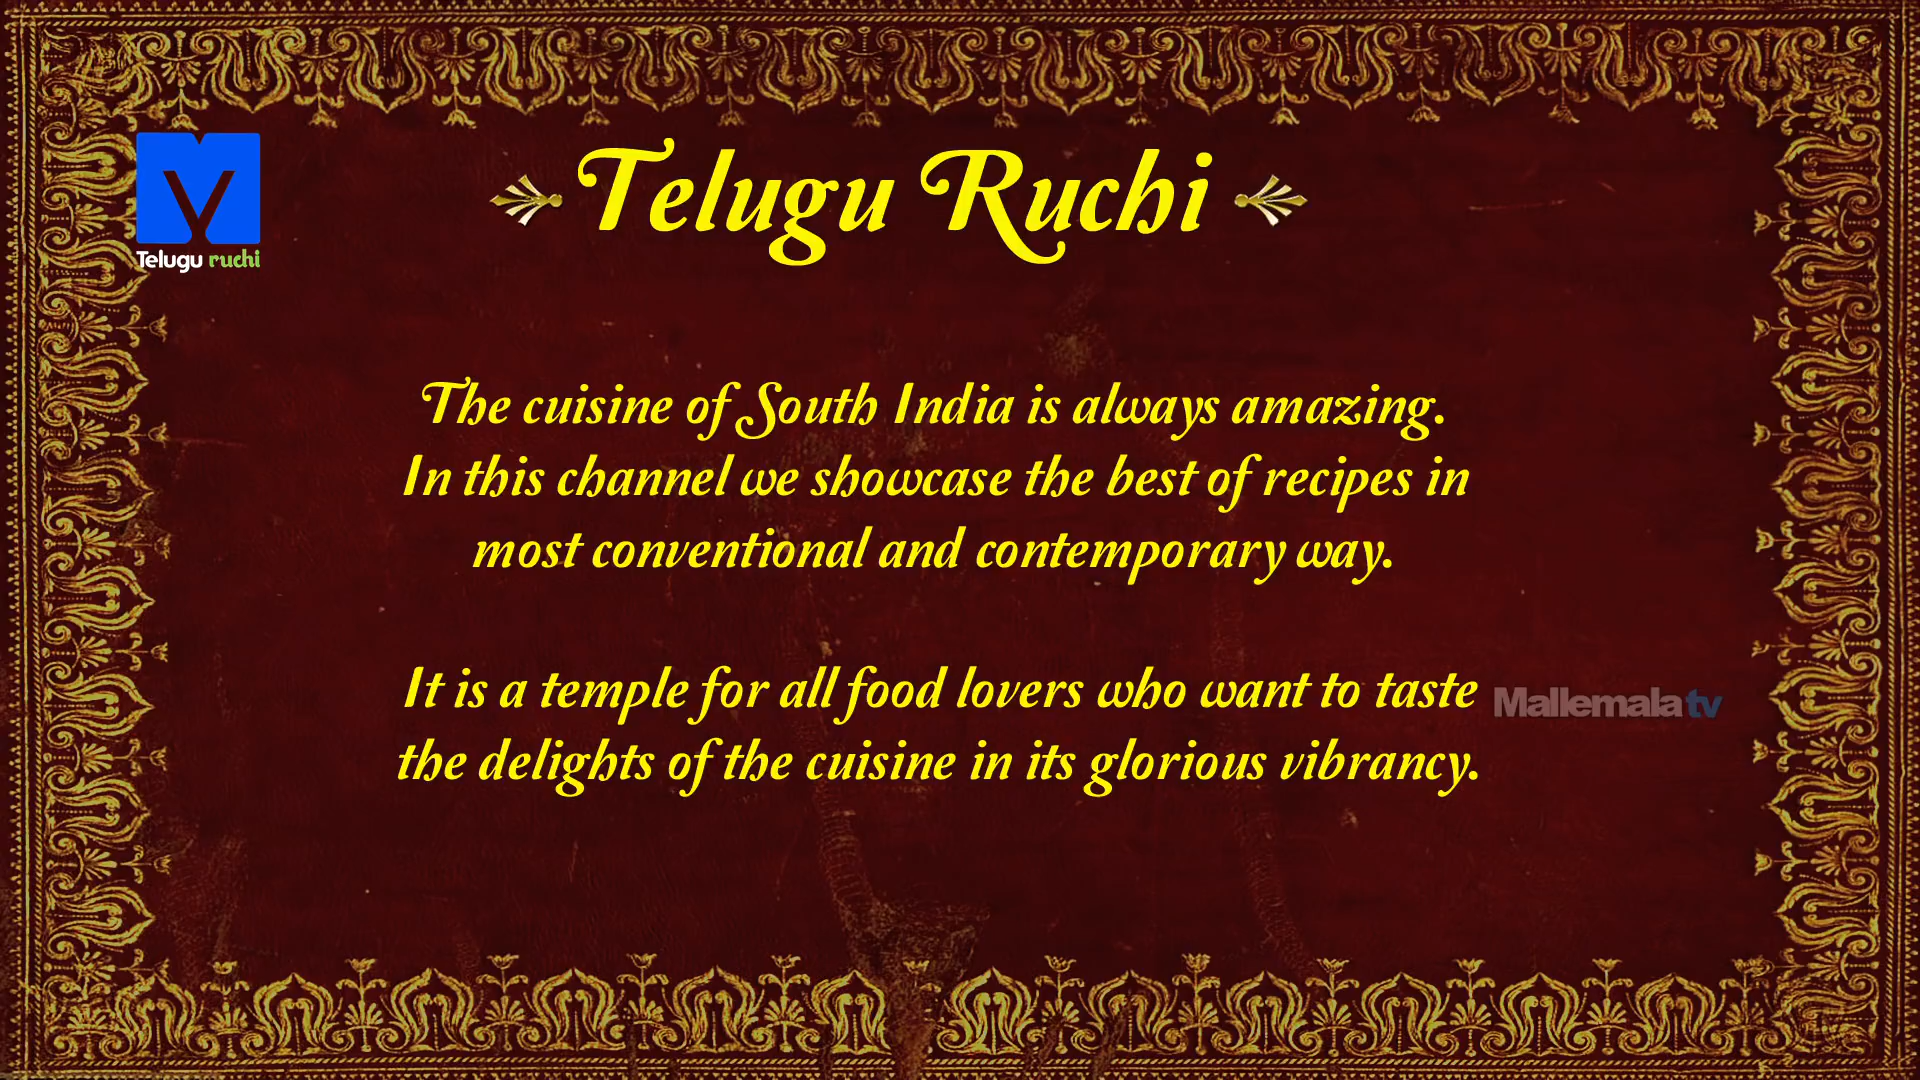 Telugu Ruchi
Telugu ruchi
The cuisine of South India is always amazing.
In this channel we showcase the best of recipes in
most conventional and contemporary way.
It is a temple for all food lovers who want to taste
the delights of the cuisine in its glorious vibrancy.
Mallemalatv